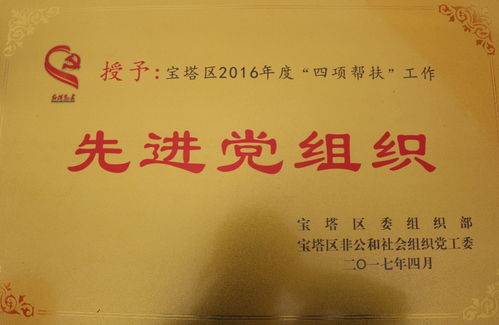 授予:宝塔区2016年度“四项帮扶”工作
先进党组织
宝塔区委组织部
宝塔区非公和社会组织党工委
二〇一七年四月